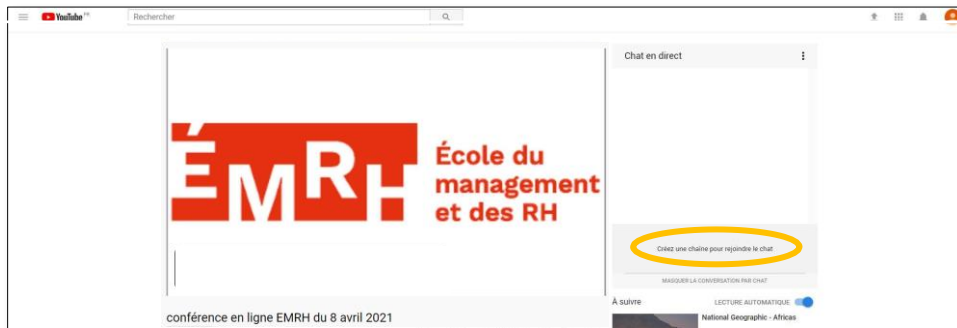 YouTube FR
Rechercher
Chat en direct
ÉMRH
École du
management
et des RH
Créez une chaîne pour rejoindre le chat
MASQUER LA CONVERSATION PAR CHAT
À suivre
LECTURE AUTOMATIQUE
conférence en ligne EMRH du 8 avril 2021
National Geographic - Africas